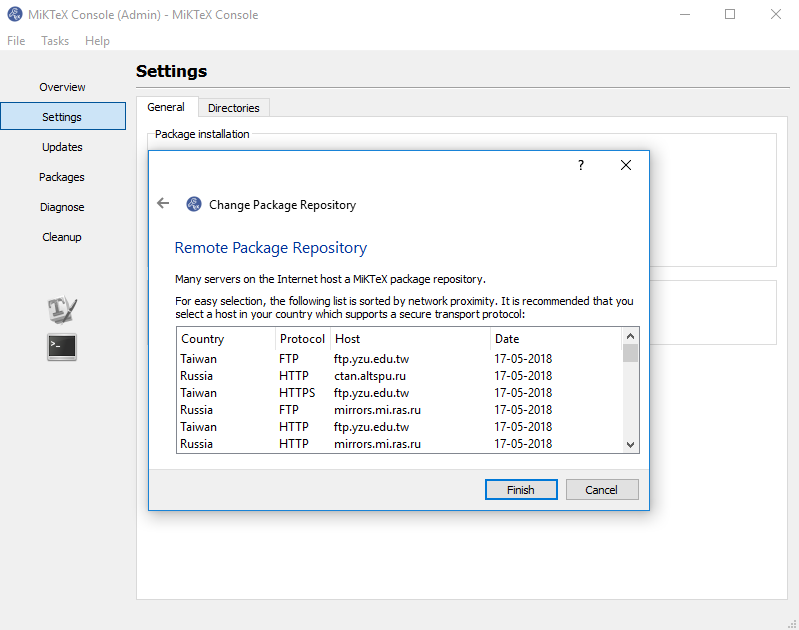 MiKTeX Console (Admin) - MiKTeX Console
File Tasks Help
Settings
Overview
General Directories
Settings
Package installation
Updates
Packages
Diagnose
Cleanup
? 
Change Package Repository
Remote Package Repository
Many servers on the Internet host a MiKTeX package repository.
For easy selection, the following list is sorted by network proximity. It is recommended that you
select a host in your country which supports a secure transport protocol:
Country Protocol Host Date
Taiwan FTP ftp.yzu.edu.tw 17-05-2018
Russia HTTP ctan.altspu.ru 17-05-2018
Taiwan HTTPS ftp.yzu.edu.tw 17-05-2018
Russia FTP mirrors.mi.ras.ru 17-05-2018
Taiwan HTTP ftp.yzu.edu.tw 17-05-2018
Russia HTTP mirrors.mi.ras.ru 17-05-2018
Finish Cancel